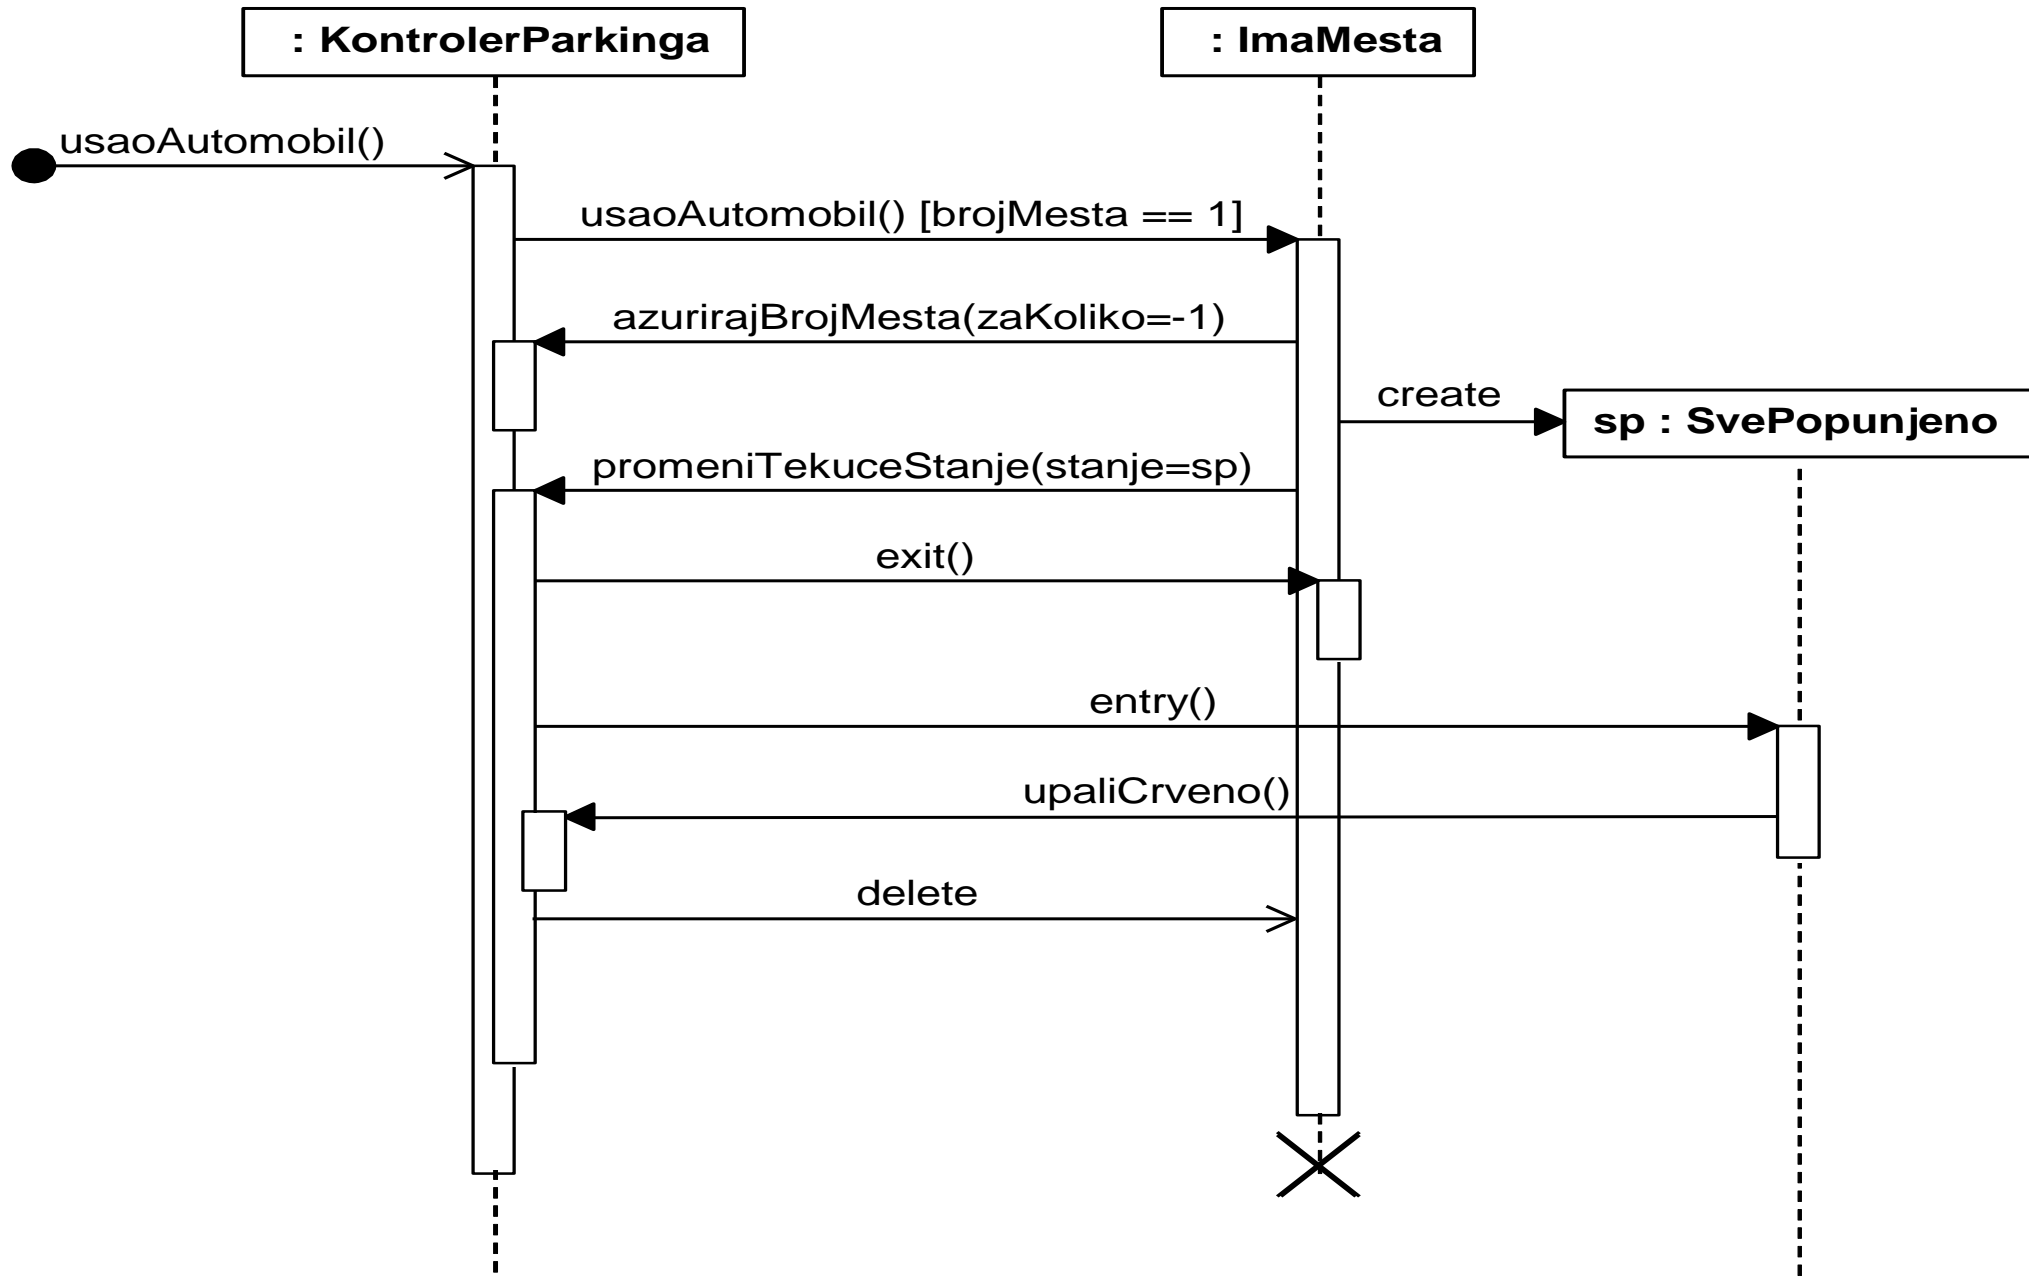 : KontrolerParkinga
: ImaMesta
usaoAutomobil()
usaoAutomobil() [brojMesta == 1]
azurirajBrojMesta(zaKoliko=-1)
create
sp : SvePopunjeno
promeniTekuceStanje(stanje=sp)
exit()
entry()
upaliCrveno()
delete